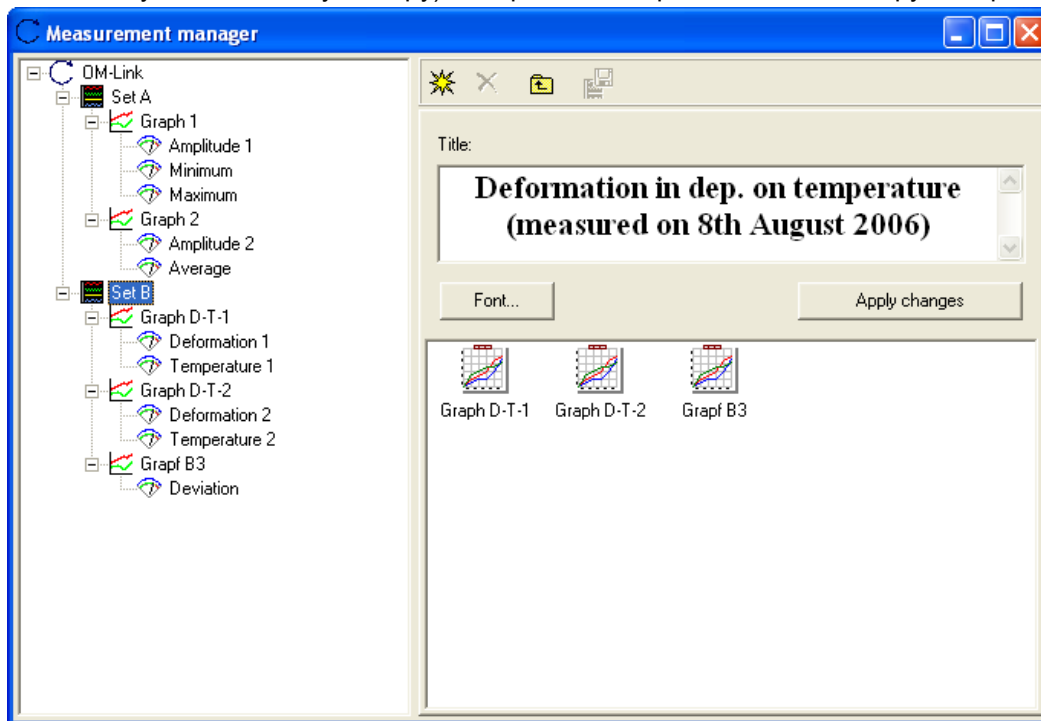 Measurement manager
OM-Link
Set A
Graph 1
Amplitude 1
Minimum
Maximum
Graph 2
Amplitude 2
Average
Set B
Graph D-T-1
Deformation 1
Temperature 1
Graph D-T-2
Deformation 2
Temperature 2
Grapf B3
Deviation
Title:
Deformation in dep. on temperature
(measured on 8th August 2006)
Font...
Apply changes
Graph D-T-1 Graph D-T-2 Grapf B3